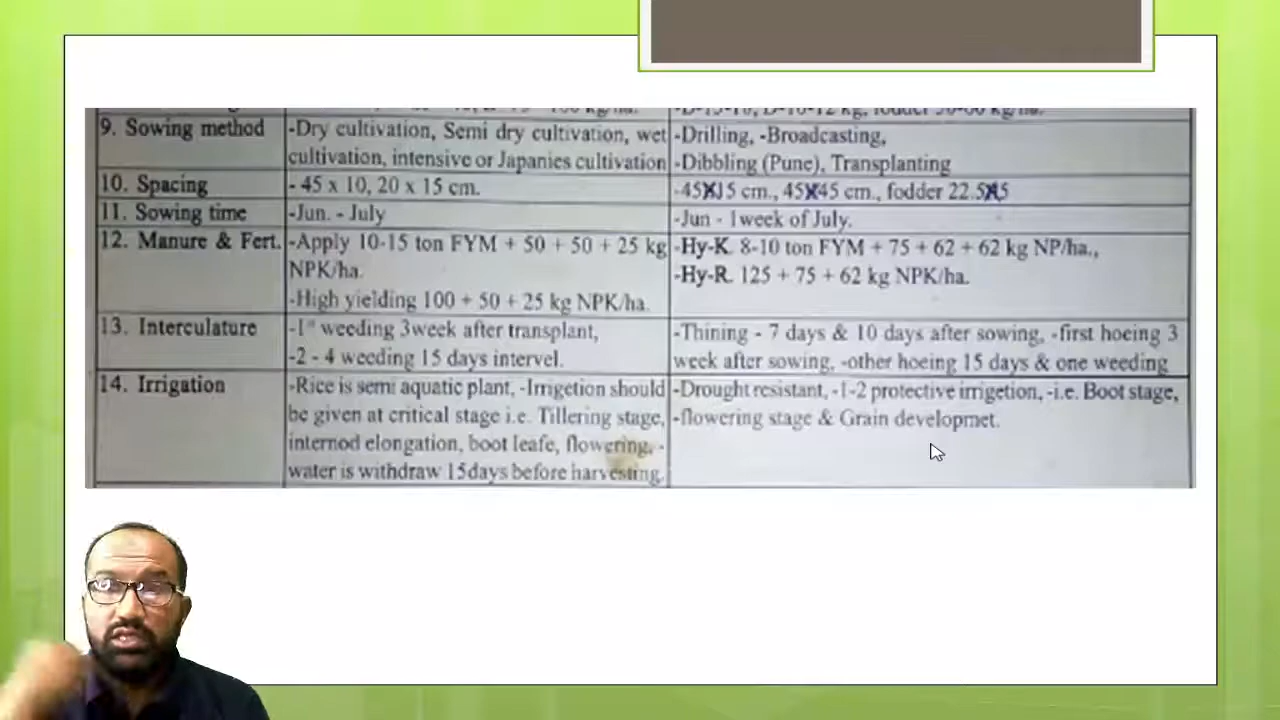 9. Sowing method
-Dry cultivation, Semi dry cultivation, wet
cultivation, intensive or Japanies cultivation
-Drilling, -Broadcasting,
-Dibbling (Pune), Transplanting
10. Spacing
- 45 x 10, 20 x 15 cm.
-45X15 cm., 45X45 cm., fodder 22.5X5
11. Sowing time
-Jun. - July
-Jun - 1week of July.
12. Manure & Fert.
-Apply 10-15 ton FYM + 50 + 50 + 25 kg
NPK/ha.
-High yielding 100 + 50 + 25 kg NPK/ha.
-Hy-K. 8-10 ton FYM + 75 + 62 + 62 kg NP/ha.,
-Hy-R. 125 + 75 + 62 kg NPK/ha.
13. Interculature
-1st weeding 3week after transplant,
-2 - 4 weeding 15 days intervel.
-Thining - 7 days & 10 days after sowing, -first hoeing 3
week after sowing, -other hoeing 15 days & one weeding
14. Irrigation
-Rice is semi aquatic plant, -Irrigetion should
be given at critical stage i.e. Tillering stage,
internod elongation, boot leafe, flowering, -
water is withdraw 15days before harvesting.
-Drought resistant, -1-2 protective irrigetion, -i.e. Boot stage,
-flowering stage & Grain developmet.